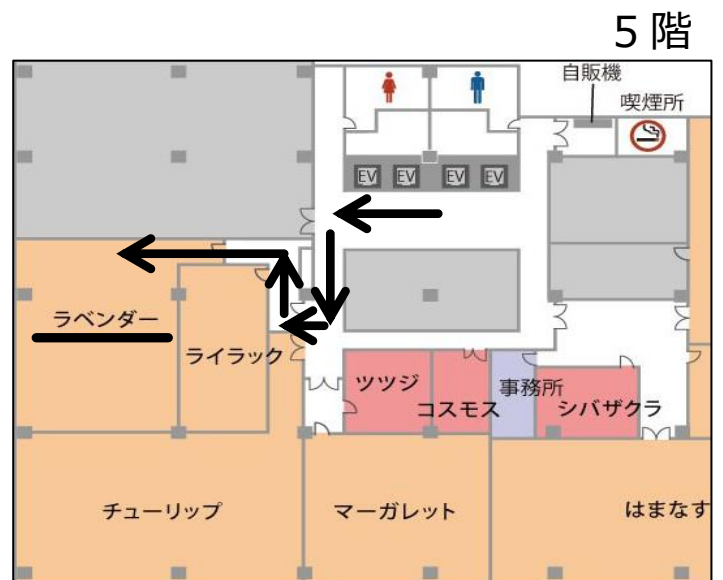 5階
自販機
喫煙所
EV EV EV EV
ラベンダー
ライラック
ツツジ
コスモス
事務所
シバザクラ
チューリップ
マーガレット
はまなす